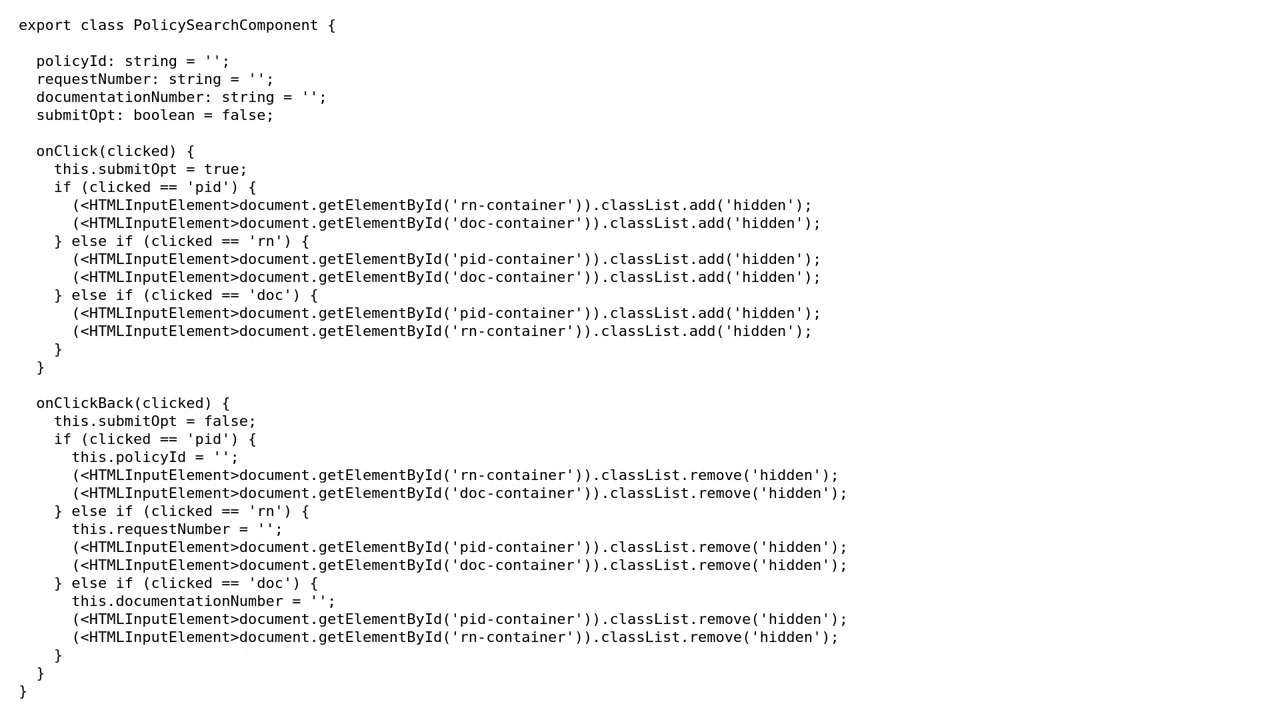 export class PolicySearchComponent {
policyId: string = '';
requestNumber: string = '';
documentationNumber: string = '';
submitOpt: boolean = false;
onClick(clicked) {
this.submitOpt = true;
if (clicked == 'pid') {
(<HTMLInputElement>document.getElementById('rn-container')).classList.add('hidden');
(<HTMLInputElement>document.getElementById('doc-container')).classList.add('hidden');
} else if (clicked == 'rn') {
(<HTMLInputElement>document.getElementById('pid-container')).classList.add('hidden');
(<HTMLInputElement>document.getElementById('doc-container')).classList.add('hidden');
} else if (clicked == 'doc') {
(<HTMLInputElement>document.getElementById('pid-container')).classList.add('hidden');
(<HTMLInputElement>document.getElementById('rn-container')).classList.add('hidden');
}
}
onClickBack(clicked) {
this.submitOpt = false;
if (clicked == 'pid') {
this.policyId = '';
(<HTMLInputElement>document.getElementById('rn-container')).classList.remove('hidden');
(<HTMLInputElement>document.getElementById('doc-container')).classList.remove('hidden');
} else if (clicked == 'rn') {
this.requestNumber = '';
(<HTMLInputElement>document.getElementById('pid-container')).classList.remove('hidden');
(<HTMLInputElement>document.getElementById('doc-container')).classList.remove('hidden');
} else if (clicked == 'doc') {
this.documentationNumber = '';
(<HTMLInputElement>document.getElementById('pid-container')).classList.remove('hidden');
(<HTMLInputElement>document.getElementById('rn-container')).classList.remove('hidden');
}
}
}